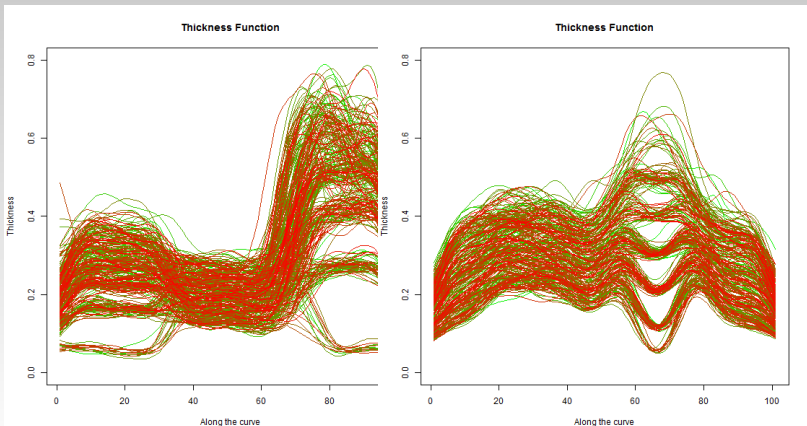 Thickness Function
Thickness
0.0 0.2 0.4 0.6 0.8
0 20 40 60 80
Along the curve
Thickness Function
Thickness
0.0 0.2 0.4 0.6 0.8
0 20 40 60 80 100
Along the curve